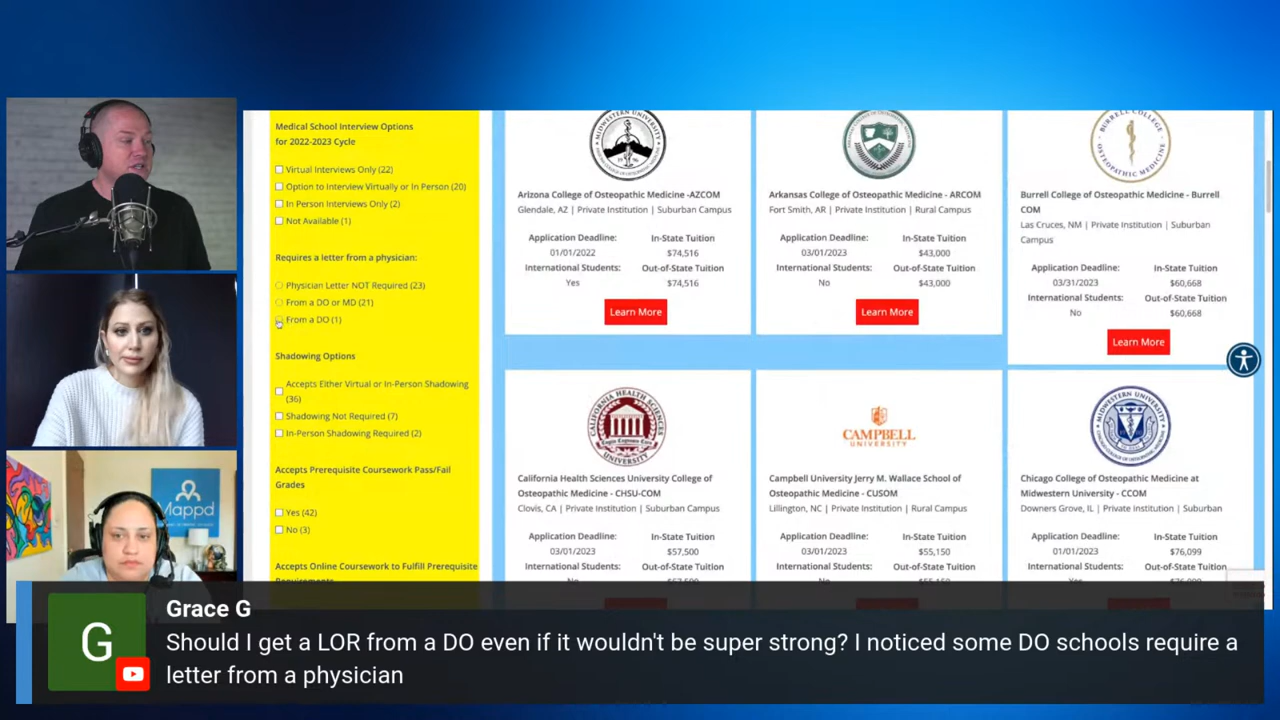 Medical School Interview Options
for 2022-2023 Cycle
Virtual Interviews Only (22)
Option to Interview Virtually or In Person (20)
In Person Interviews Only (2)
Not Available (1)
Requires a letter from a physician:
Physician Letter NOT Required (23)
From a DO or MD (21)
From a DO (1)
Shadowing Options
Accepts Either Virtual or In-Person Shadowing
(36)
Shadowing Not Required (7)
In-Person Shadowing Required (2)
Accepts Prerequisite Coursework Pass/Fail
Grades
Yes (42)
No (3)
Accepts Online Coursework to Fulfill Prerequisite
MIDWESTERN UNIVERSITY
Arizona College of Osteopathic Medicine -AZCOM
Glendale, AZ | Private Institution | Suburban Campus
Application Deadline:
01/01/2022
In-State Tuition
$74,516
International Students:
Yes
Out-of-State Tuition
$74,516
Learn More
Arkansas College of Osteopathic Medicine - ARCOM
Fort Smith, AR | Private Institution | Rural Campus
Application Deadline:
03/01/2023
In-State Tuition
$43,000
International Students:
No
Out-of-State Tuition
$43,000
Learn More
BURRELL COLLEGE
OSTEOPATHIC MEDICINE
Burrell College of Osteopathic Medicine - Burrell
COM
Las Cruces, NM | Private Institution | Suburban
Campus
Application Deadline:
03/31/2023
In-State Tuition
$60,668
International Students:
No
Out-of-State Tuition
$60,668
Learn More
CALIFORNIA HEALTH SCIENCES
UNIVERSITY
California Health Sciences University College of
Osteopathic Medicine - CHSU-COM
Clovis, CA | Private Institution | Suburban Campus
Application Deadline:
03/01/2023
In-State Tuition
$57,500
International Students:
Out-of-State Tuition
CAMPBELL
UNIVERSITY
Campbell University Jerry M. Wallace School of
Osteopathic Medicine - CUSOM
Lillington, NC | Private Institution | Rural Campus
Application Deadline:
03/01/2023
In-State Tuition
$55,150
International Students:
Out-of-State Tuition
MIDWESTERN UNIVERSITY
Chicago College of Osteopathic Medicine at
Midwestern University - CCOM
Downers Grove, IL | Private Institution | Suburban
Application Deadline:
01/01/2023
In-State Tuition
$76,099
International Students:
Out-of-State Tuition
Mappd
G
Grace G
Should I get a LOR from a DO even if it wouldn't be super strong? I noticed some DO schools require a
letter from a physician